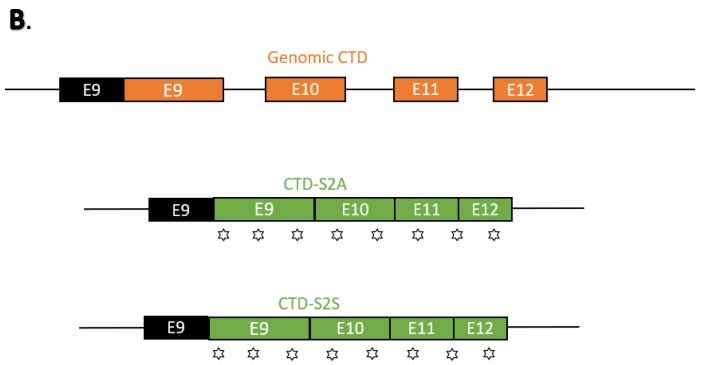 B.
Genomic CTD
E9 E9 E10 E11 E12
CTD-S2A
E9 E9 E10 E11 E12
CTD-S2S
E9 E9 E10 E11 E12